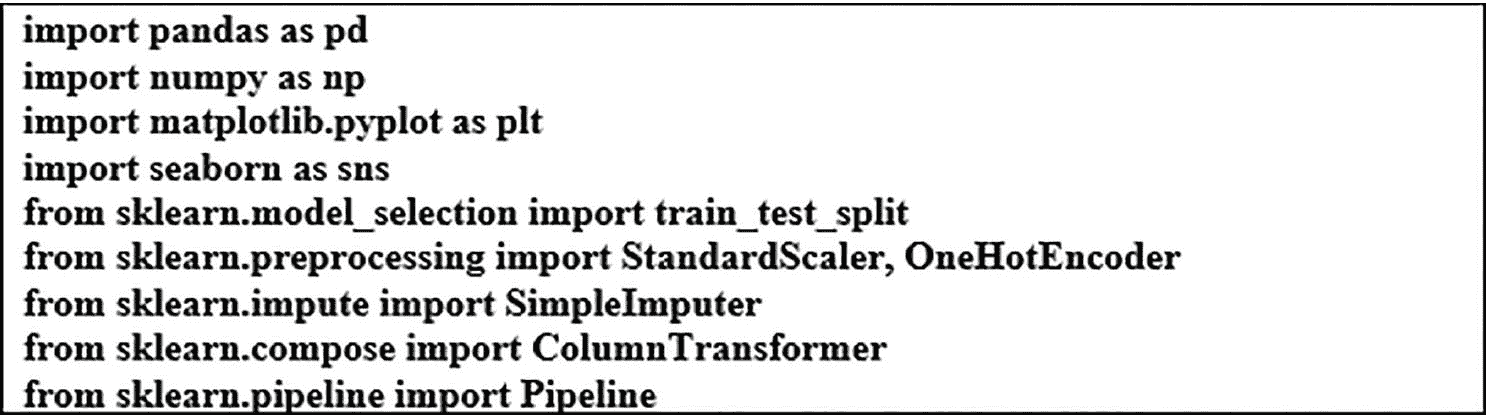 import pandas as pd
import numpy as np
import matplotlib.pyplot as plt
import seaborn as sns
from sklearn.model_selection import train_test_split
from sklearn.preprocessing import StandardScaler, OneHotEncoder
from sklearn.impute import SimpleImputer
from sklearn.compose import ColumnTransformer
from sklearn.pipeline import Pipeline